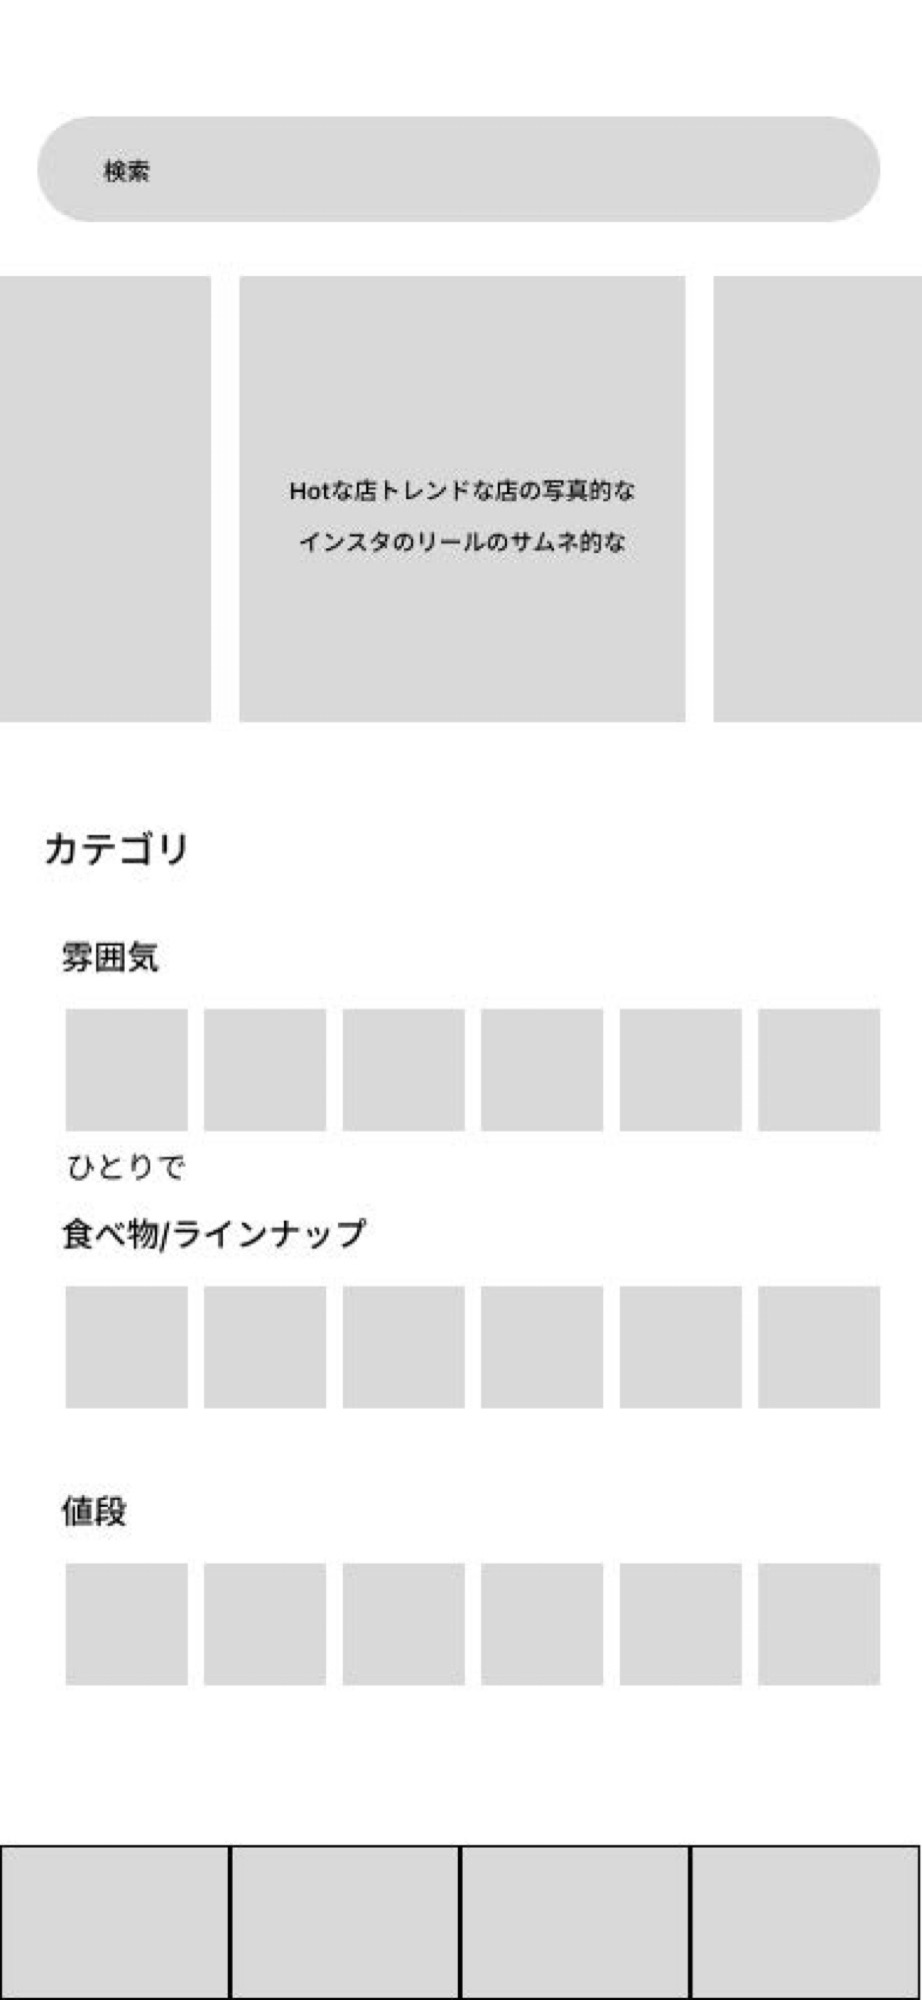 検索
Hotな店トレンドな店の写真的な
インスタのリールのサムネ的な
カテゴリ
雰囲気
ひとりで
食べ物/ラインナップ
値段